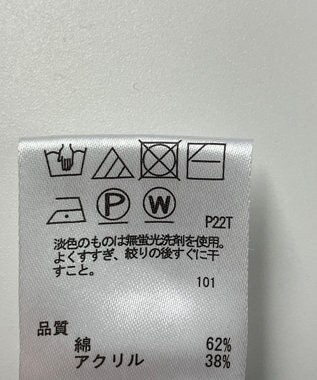 P W P22T
淡色のものは無蛍光洗剤を使用。
よくすすぎ、絞りの後すぐに干
すこと。
101
品質
綿 62%
アクリル 38%